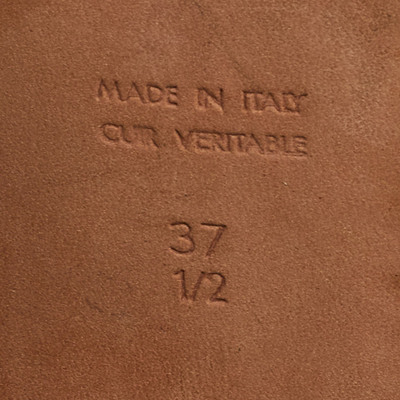 MADE IN ITALY
CUIR VERITABLE
37
1/2